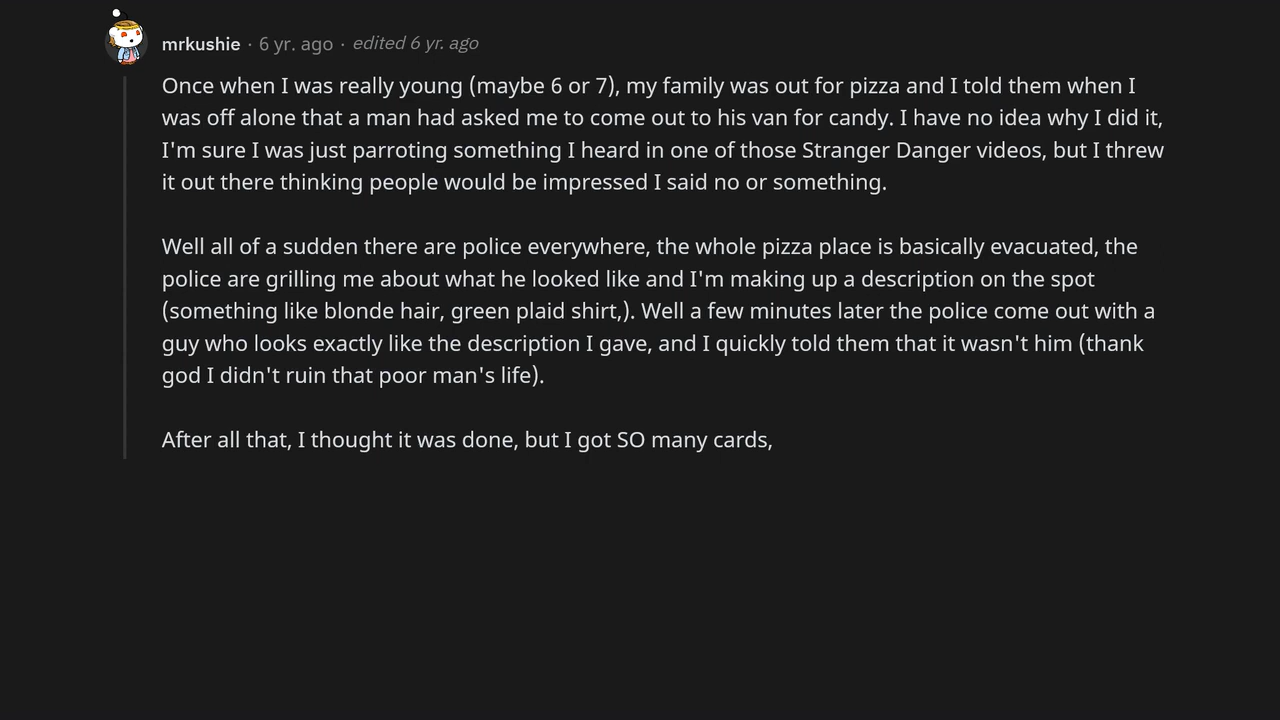 mrkushie · 6 yr. ago · edited 6 yr. ago
Once when I was really young (maybe 6 or 7), my family was out for pizza and I told them when I
was off alone that a man had asked me to come out to his van for candy. I have no idea why I did it,
I'm sure I was just parroting something I heard in one of those Stranger Danger videos, but I threw
it out there thinking people would be impressed I said no or something.
Well all of a sudden there are police everywhere, the whole pizza place is basically evacuated, the
police are grilling me about what he looked like and I'm making up a description on the spot
(something like blonde hair, green plaid shirt,). Well a few minutes later the police come out with a
guy who looks exactly like the description I gave, and I quickly told them that it wasn't him (thank
god I didn't ruin that poor man's life).
After all that, I thought it was done, but I got SO many cards,